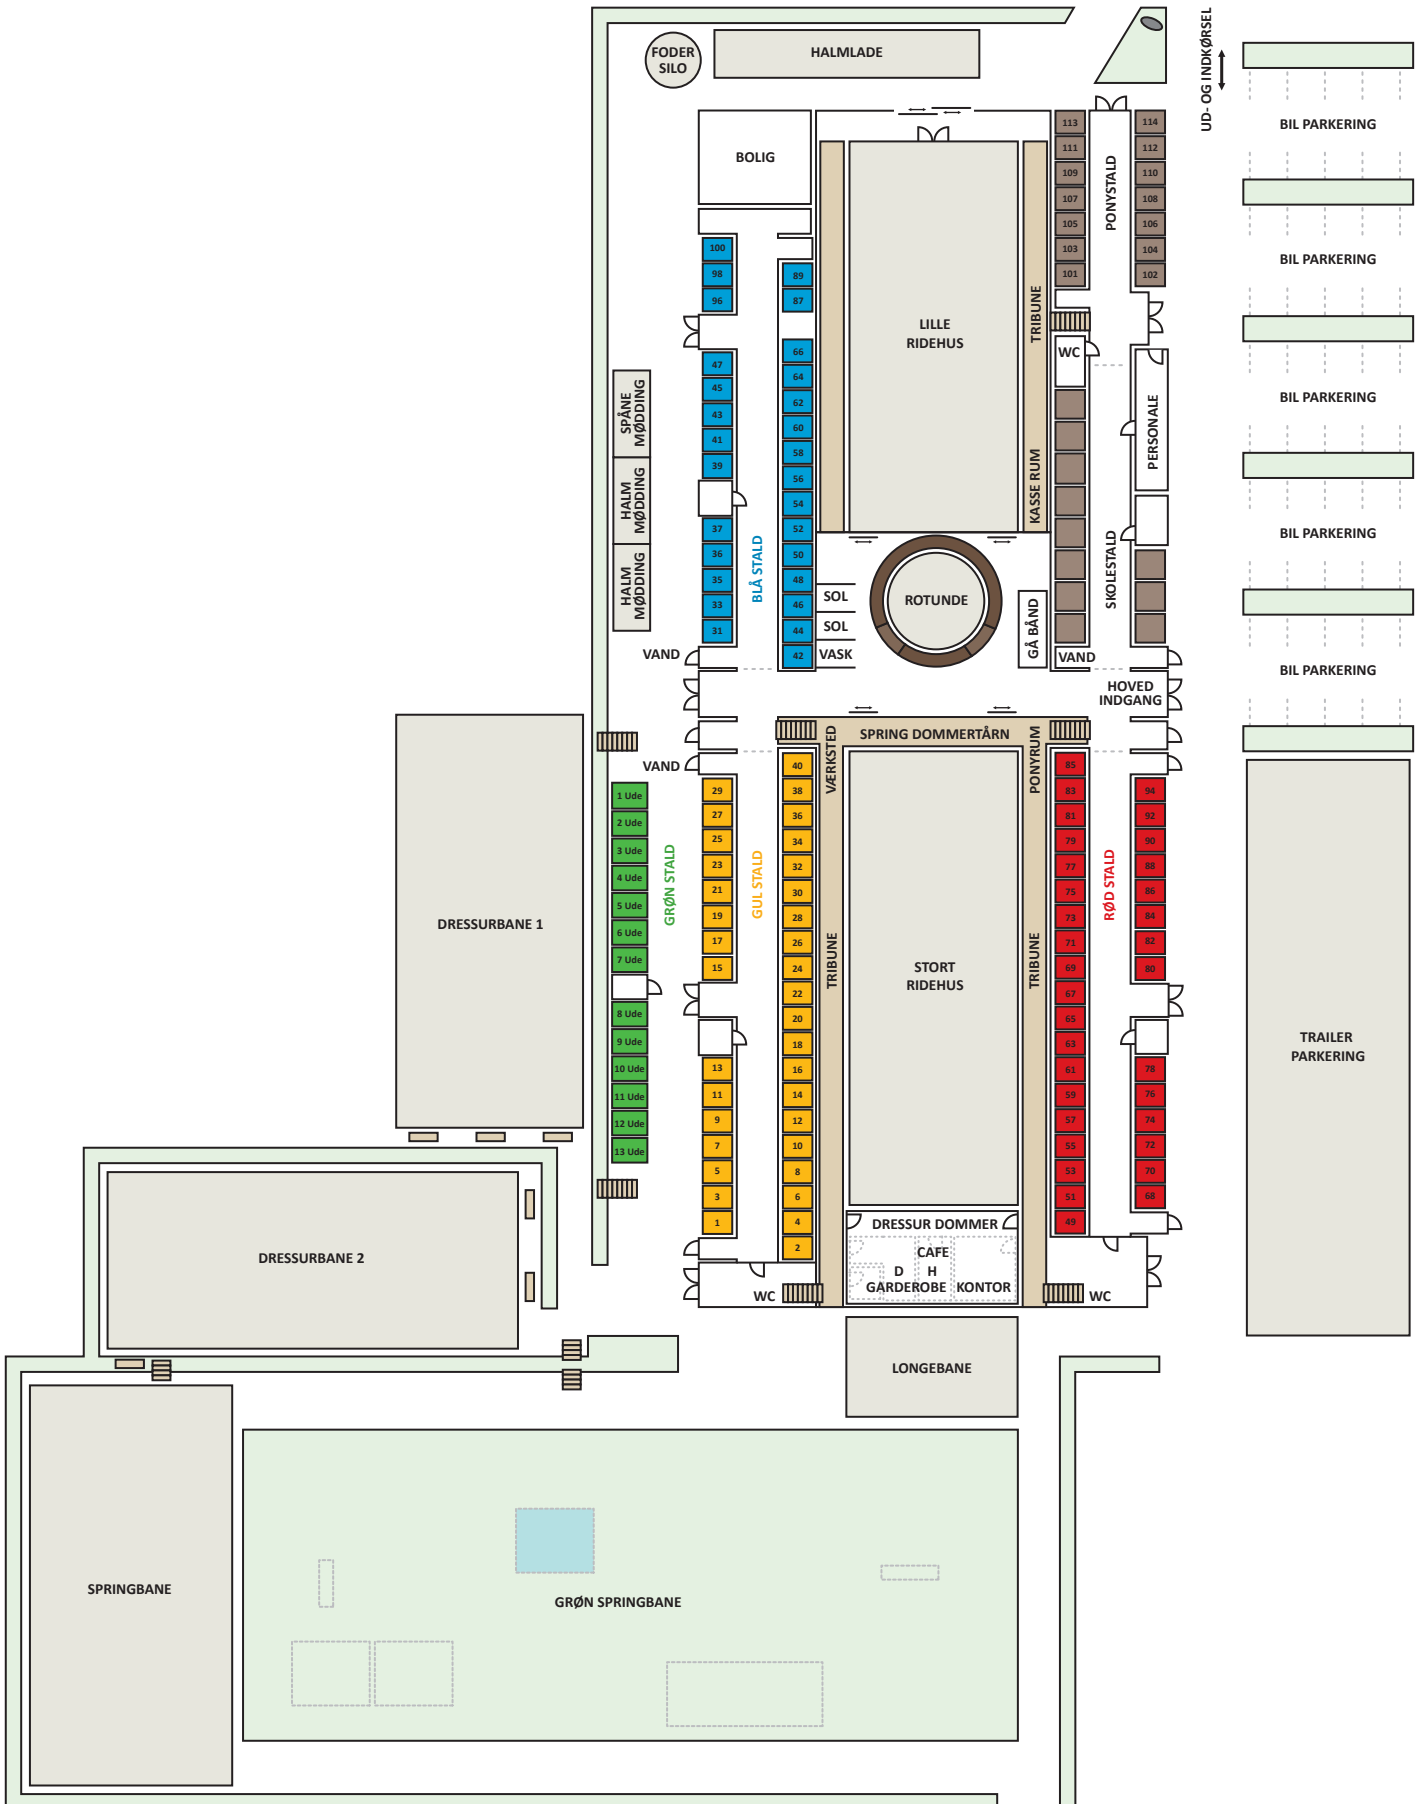 FODER
SILO
HALMLADE
UD- OG INDKØRSEL
BIL PARKERING
BIL PARKERING
BIL PARKERING
BIL PARKERING
BIL PARKERING
TRAILER
PARKERING
BOLIG
LILLE
RIDEHUS
TRIBUNE
KASSE RUM
PONYSTALD
113
111
109
107
105
103
101
114
112
110
108
106
104
102
WC
PERSONALE
SKOLESTALD
100
98
96
47
45
43
41
39
37
36
35
33
31
BLÅ STALD
89
87
66
64
62
60
58
56
54
52
50
48
46
44
42
SPÅNE
MØDDING
HALM
MØDDING
HALM
MØDDING
SOL
SOL
VASK
ROTUNDE
GÅ BÅND
VAND
VAND
HOVED
INDGANG
SPRING DOMMERTÅRN
VÆRKSTED
PONYRUM
VAND
DRESSURBANE 1
1 Ude
2 Ude
3 Ude
4 Ude
5 Ude
6 Ude
7 Ude
8 Ude
9 Ude
10 Ude
11 Ude
12 Ude
13 Ude
GRØN STALD
29
27
25
23
21
19
17
15
13
11
9
7
5
3
1
GUL STALD
40
38
36
34
32
30
28
26
24
22
20
18
16
14
12
10
8
6
4
2
TRIBUNE
STORT
RIDEHUS
TRIBUNE
85
83
81
79
77
75
73
71
69
67
65
63
61
59
57
55
53
51
49
RØD STALD
94
92
90
88
86
84
82
80
78
76
74
72
70
68
DRESSUR DOMMER
CAFE
D H
GARDEROBE KONTOR
WC
WC
DRESSURBANE 2
LONGEBANE
SPRINGBANE
GRØN SPRINGBANE